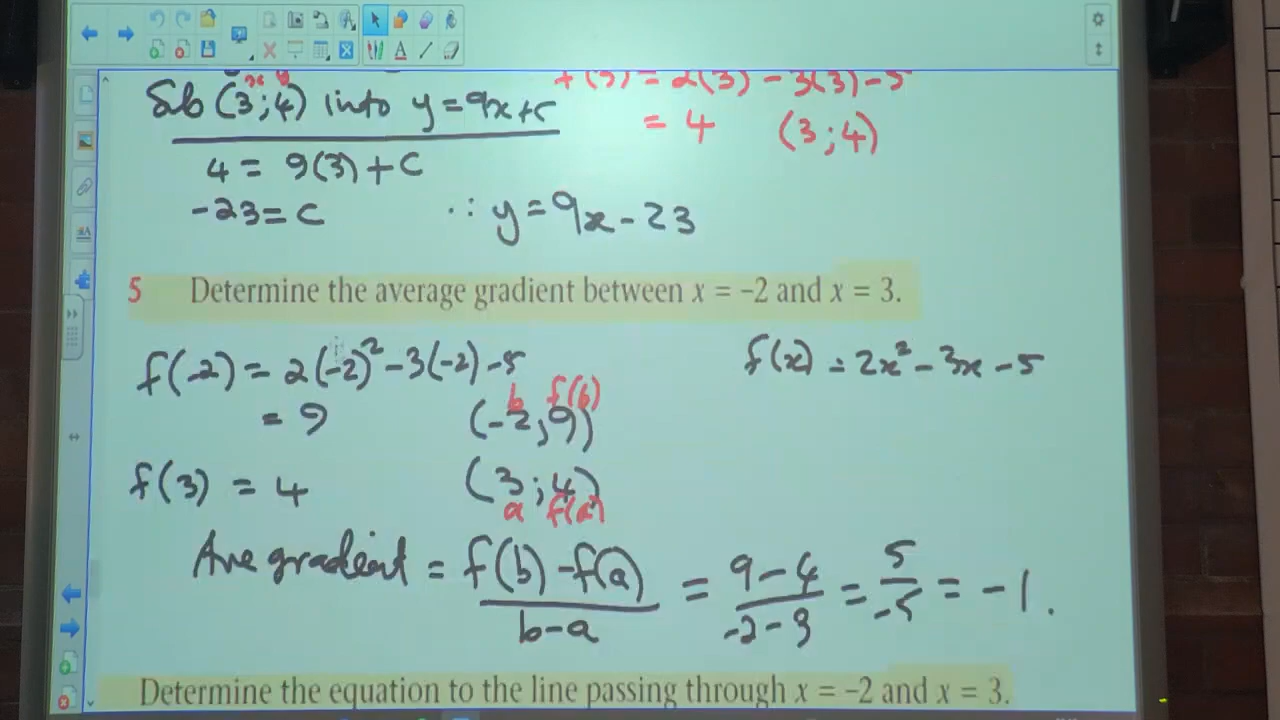 f(3) = 2(3) - 3(3) - 5
Sub (3;4) into y=9x+c
x y
= 4 (3;4)
4 = 9(3)+c
-23=c ∴ y=9x-23
5 Determine the average gradient between x = -2 and x = 3.
f(-2) = 2(-2)² - 3(-2) - 5
f(x) = 2x² - 3x - 5
b f(b)
= 9 (-2,9)
f(3) = 4 (3;4)
a f(a)
Ave gradient = f(b) - f(a) / b-a = 9-4 / -2-3 = 5 / -5 = -1.
Determine the equation to the line passing through x = -2 and x = 3.